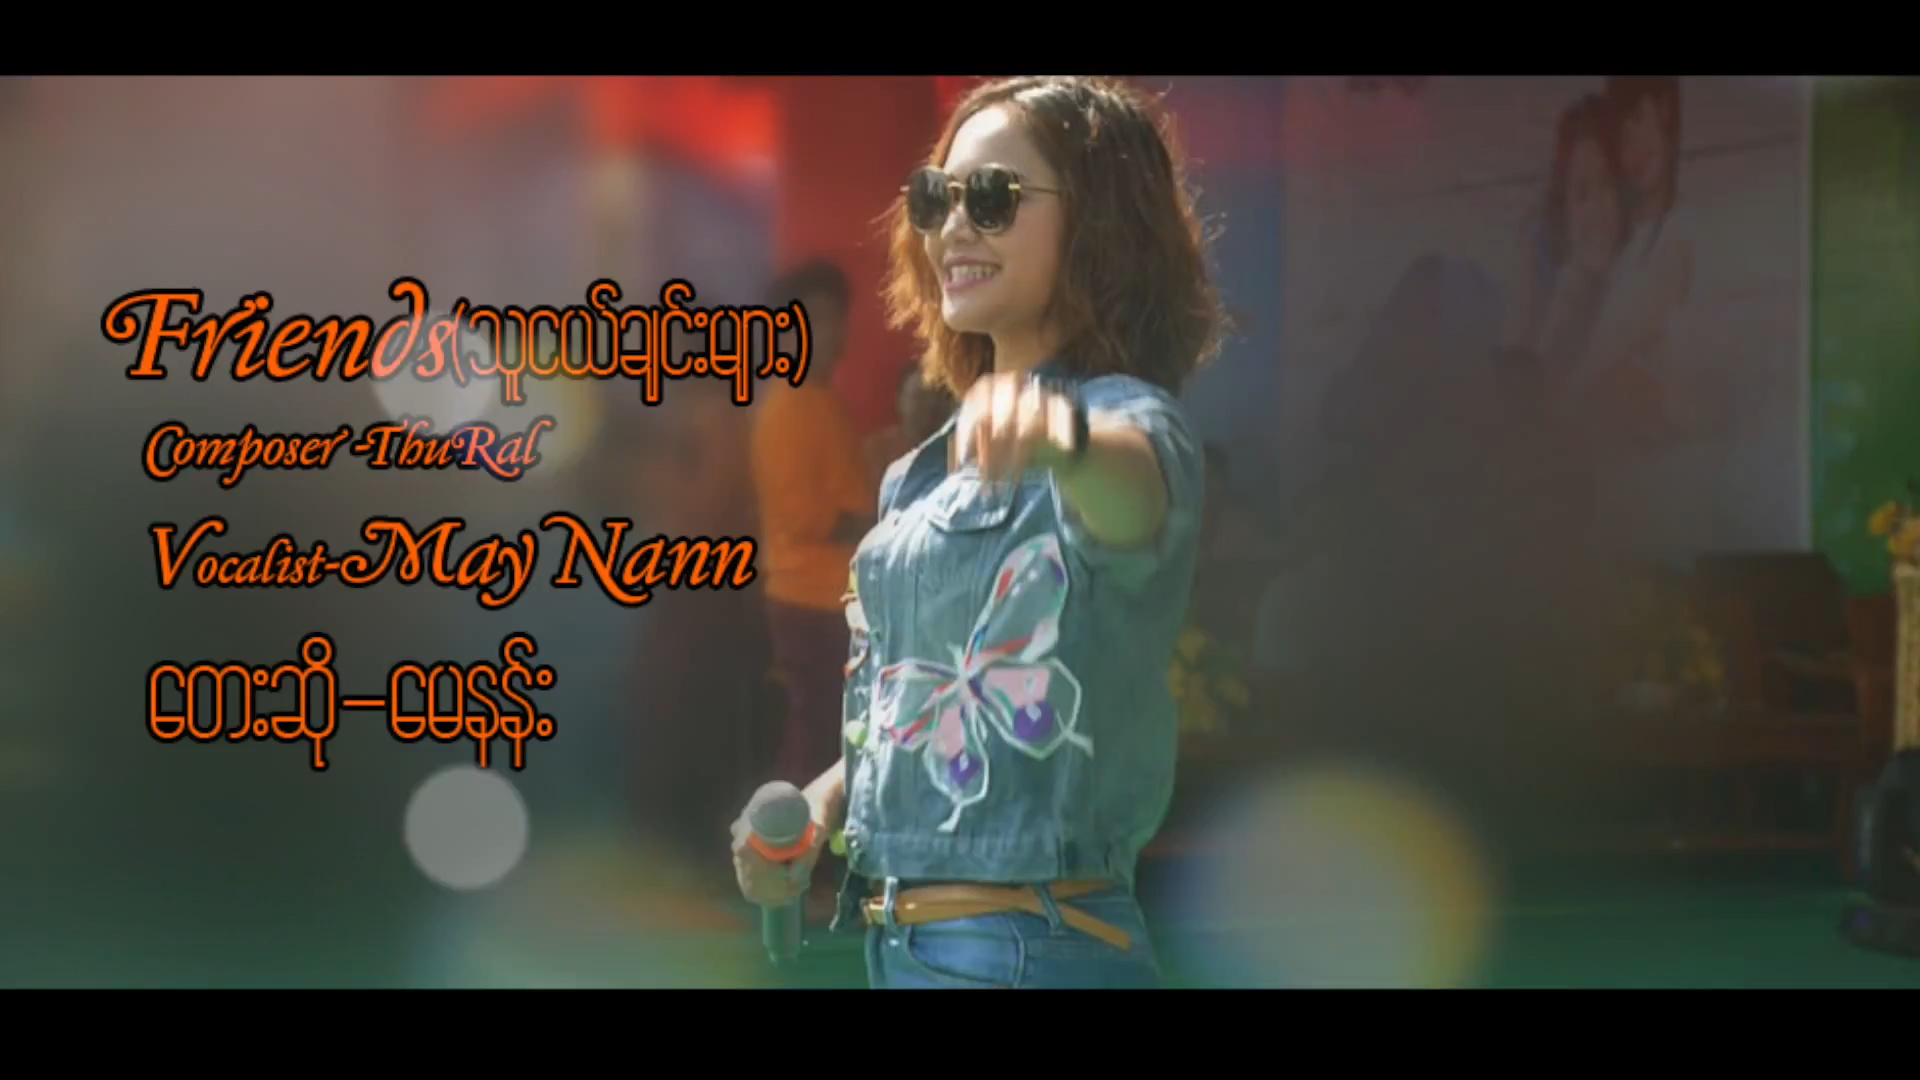 Friends(သူငယ်ချင်းများ)
Composer -ThuRal
Vocalist-May Nann
တေးဆို-မေနန်း